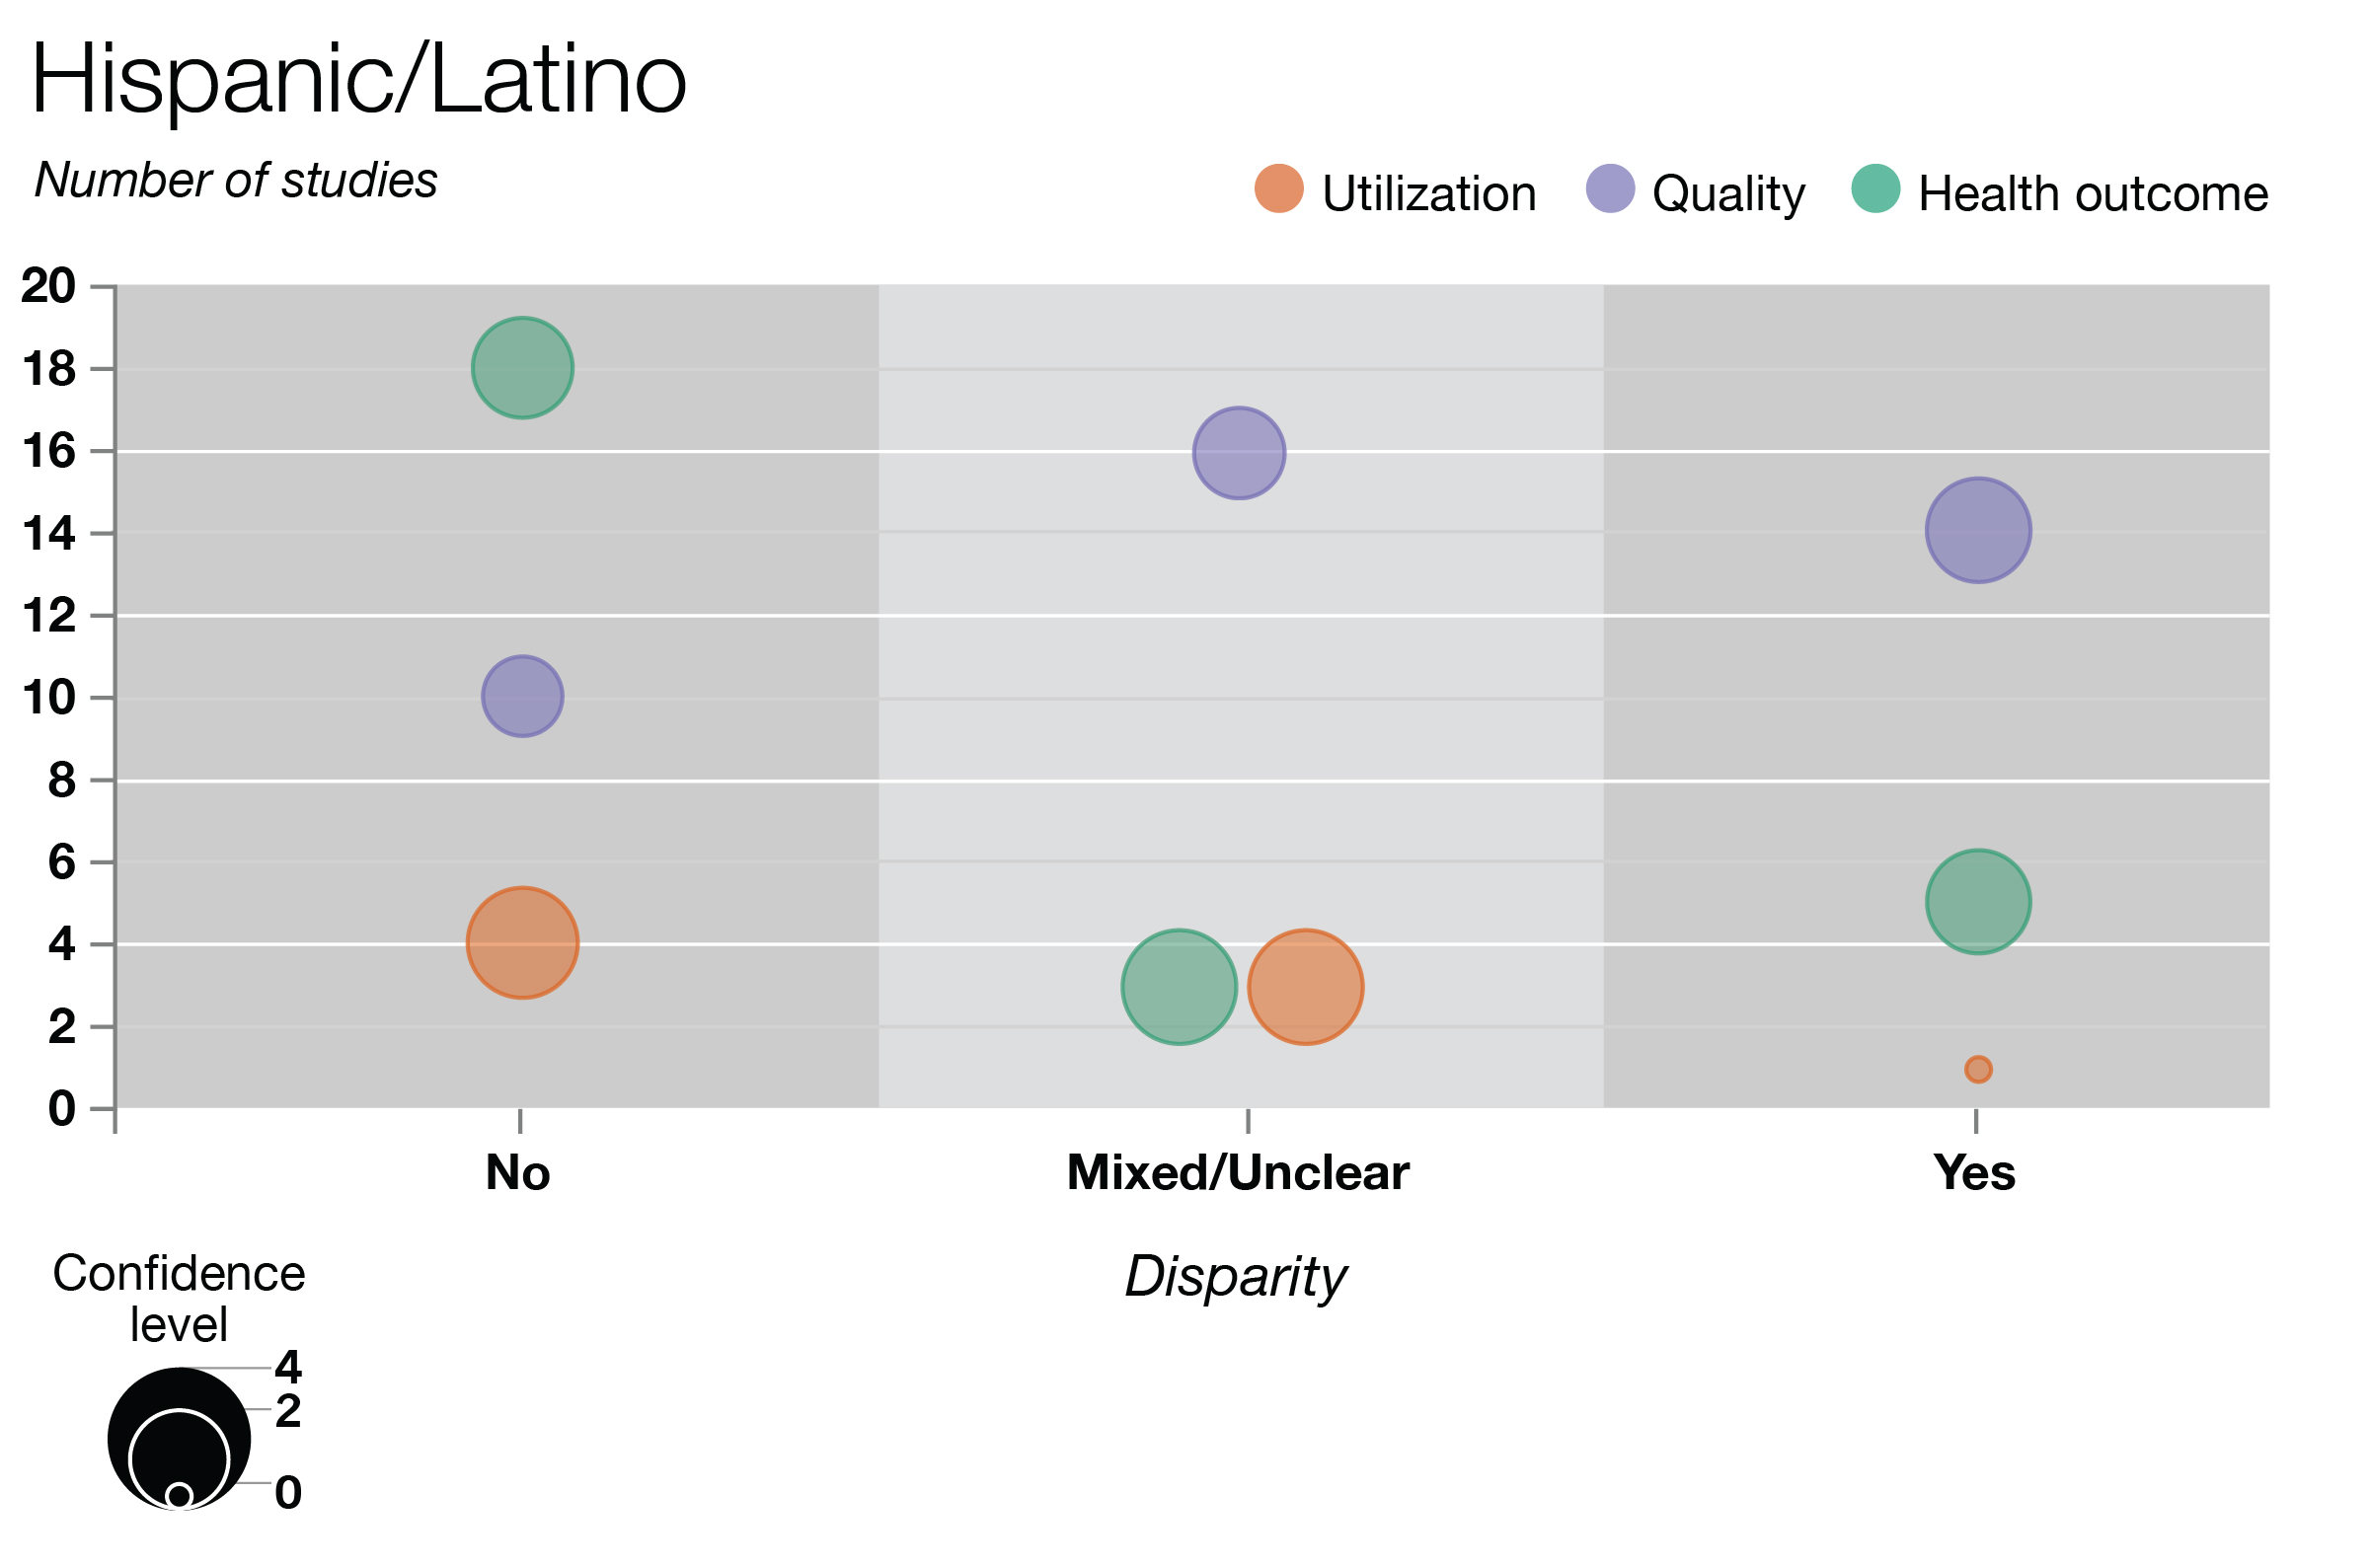 Hispanic/Latino
Number of studies
Utilization Quality Health outcome
20
18
16
14
12
10
8
6
4
2
0
No Mixed/Unclear Yes
Disparity
Confidence
level
4
2
0